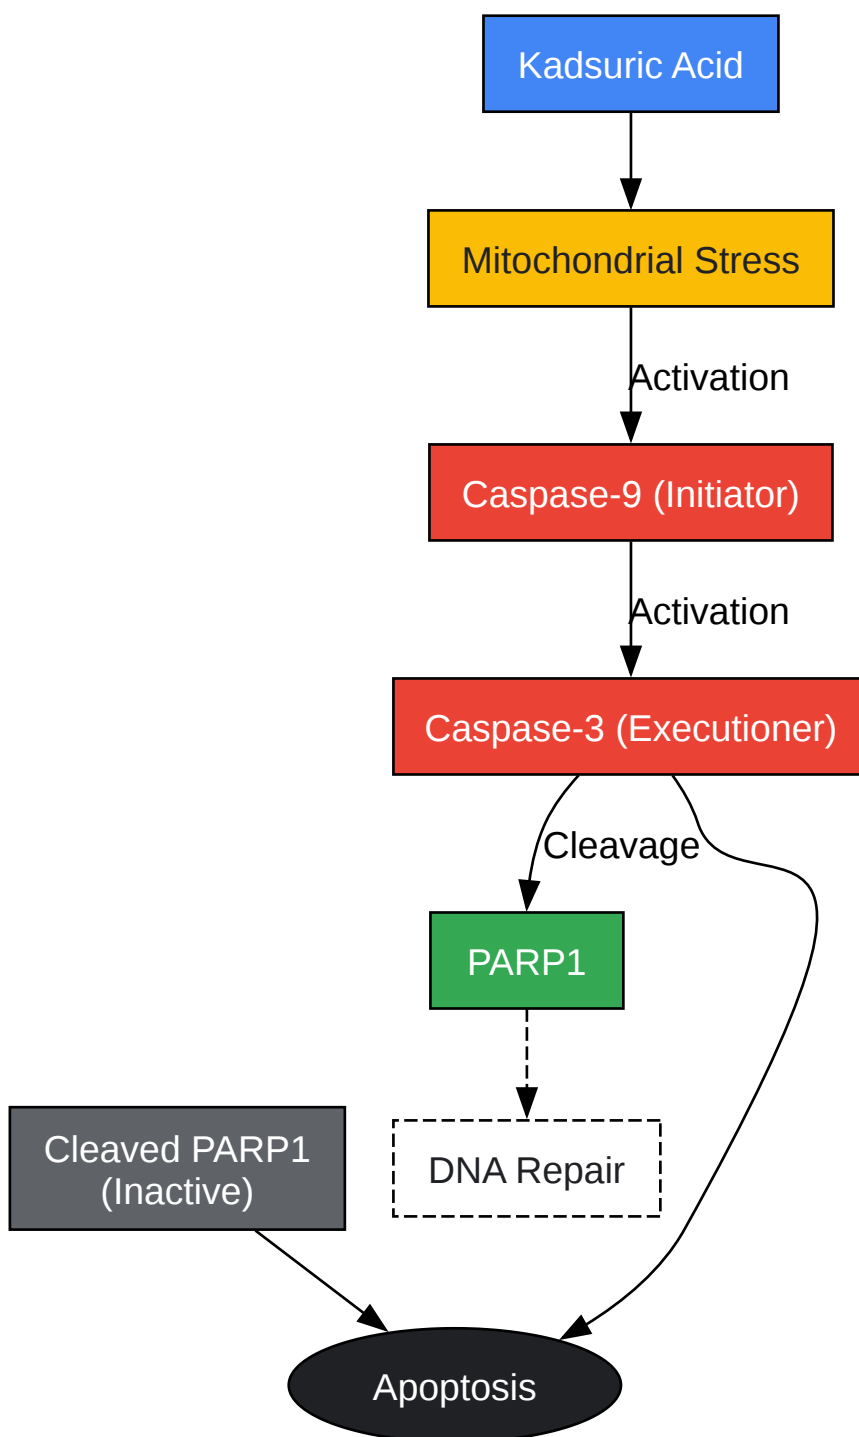 Kadsuric Acid
Mitochondrial Stress
Activation
Caspase-9 (Initiator)
Activation
Caspase-3 (Executioner)
Cleavage
PARP1
Cleaved PARP1
(Inactive)
DNA Repair
Apoptosis